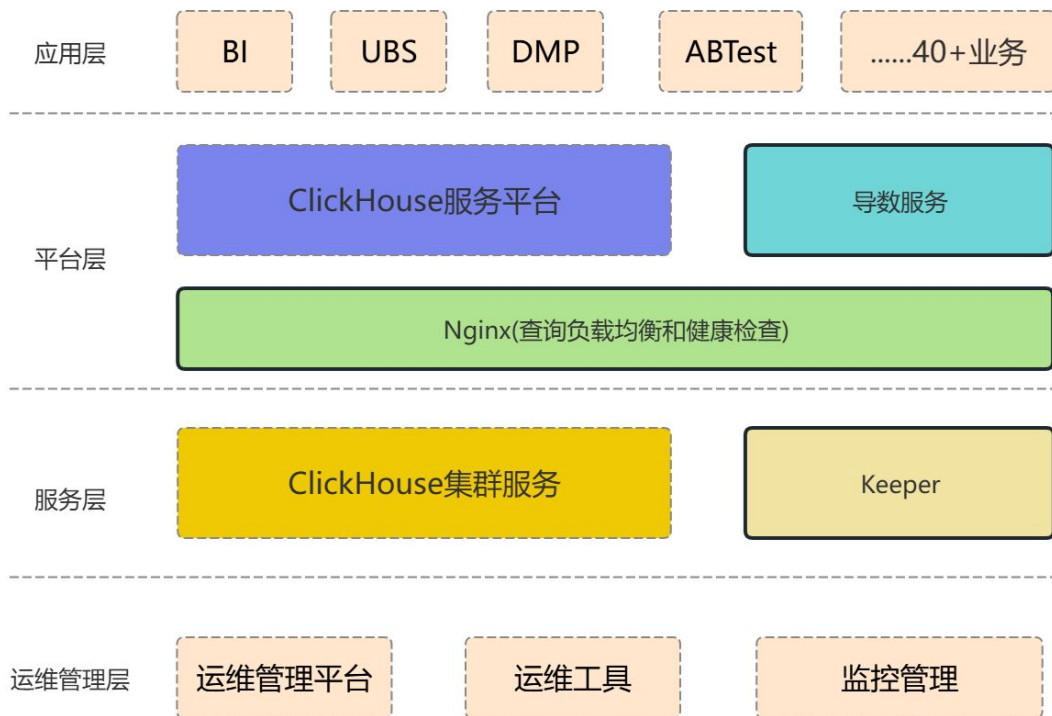 应用层
BI
UBS
DMP
ABTest
......40+业务
平台层
ClickHouse服务平台
导数服务
Nginx(查询负载均衡和健康检查)
服务层
ClickHouse集群服务
Keeper
运维管理层
运维管理平台
运维工具
监控管理